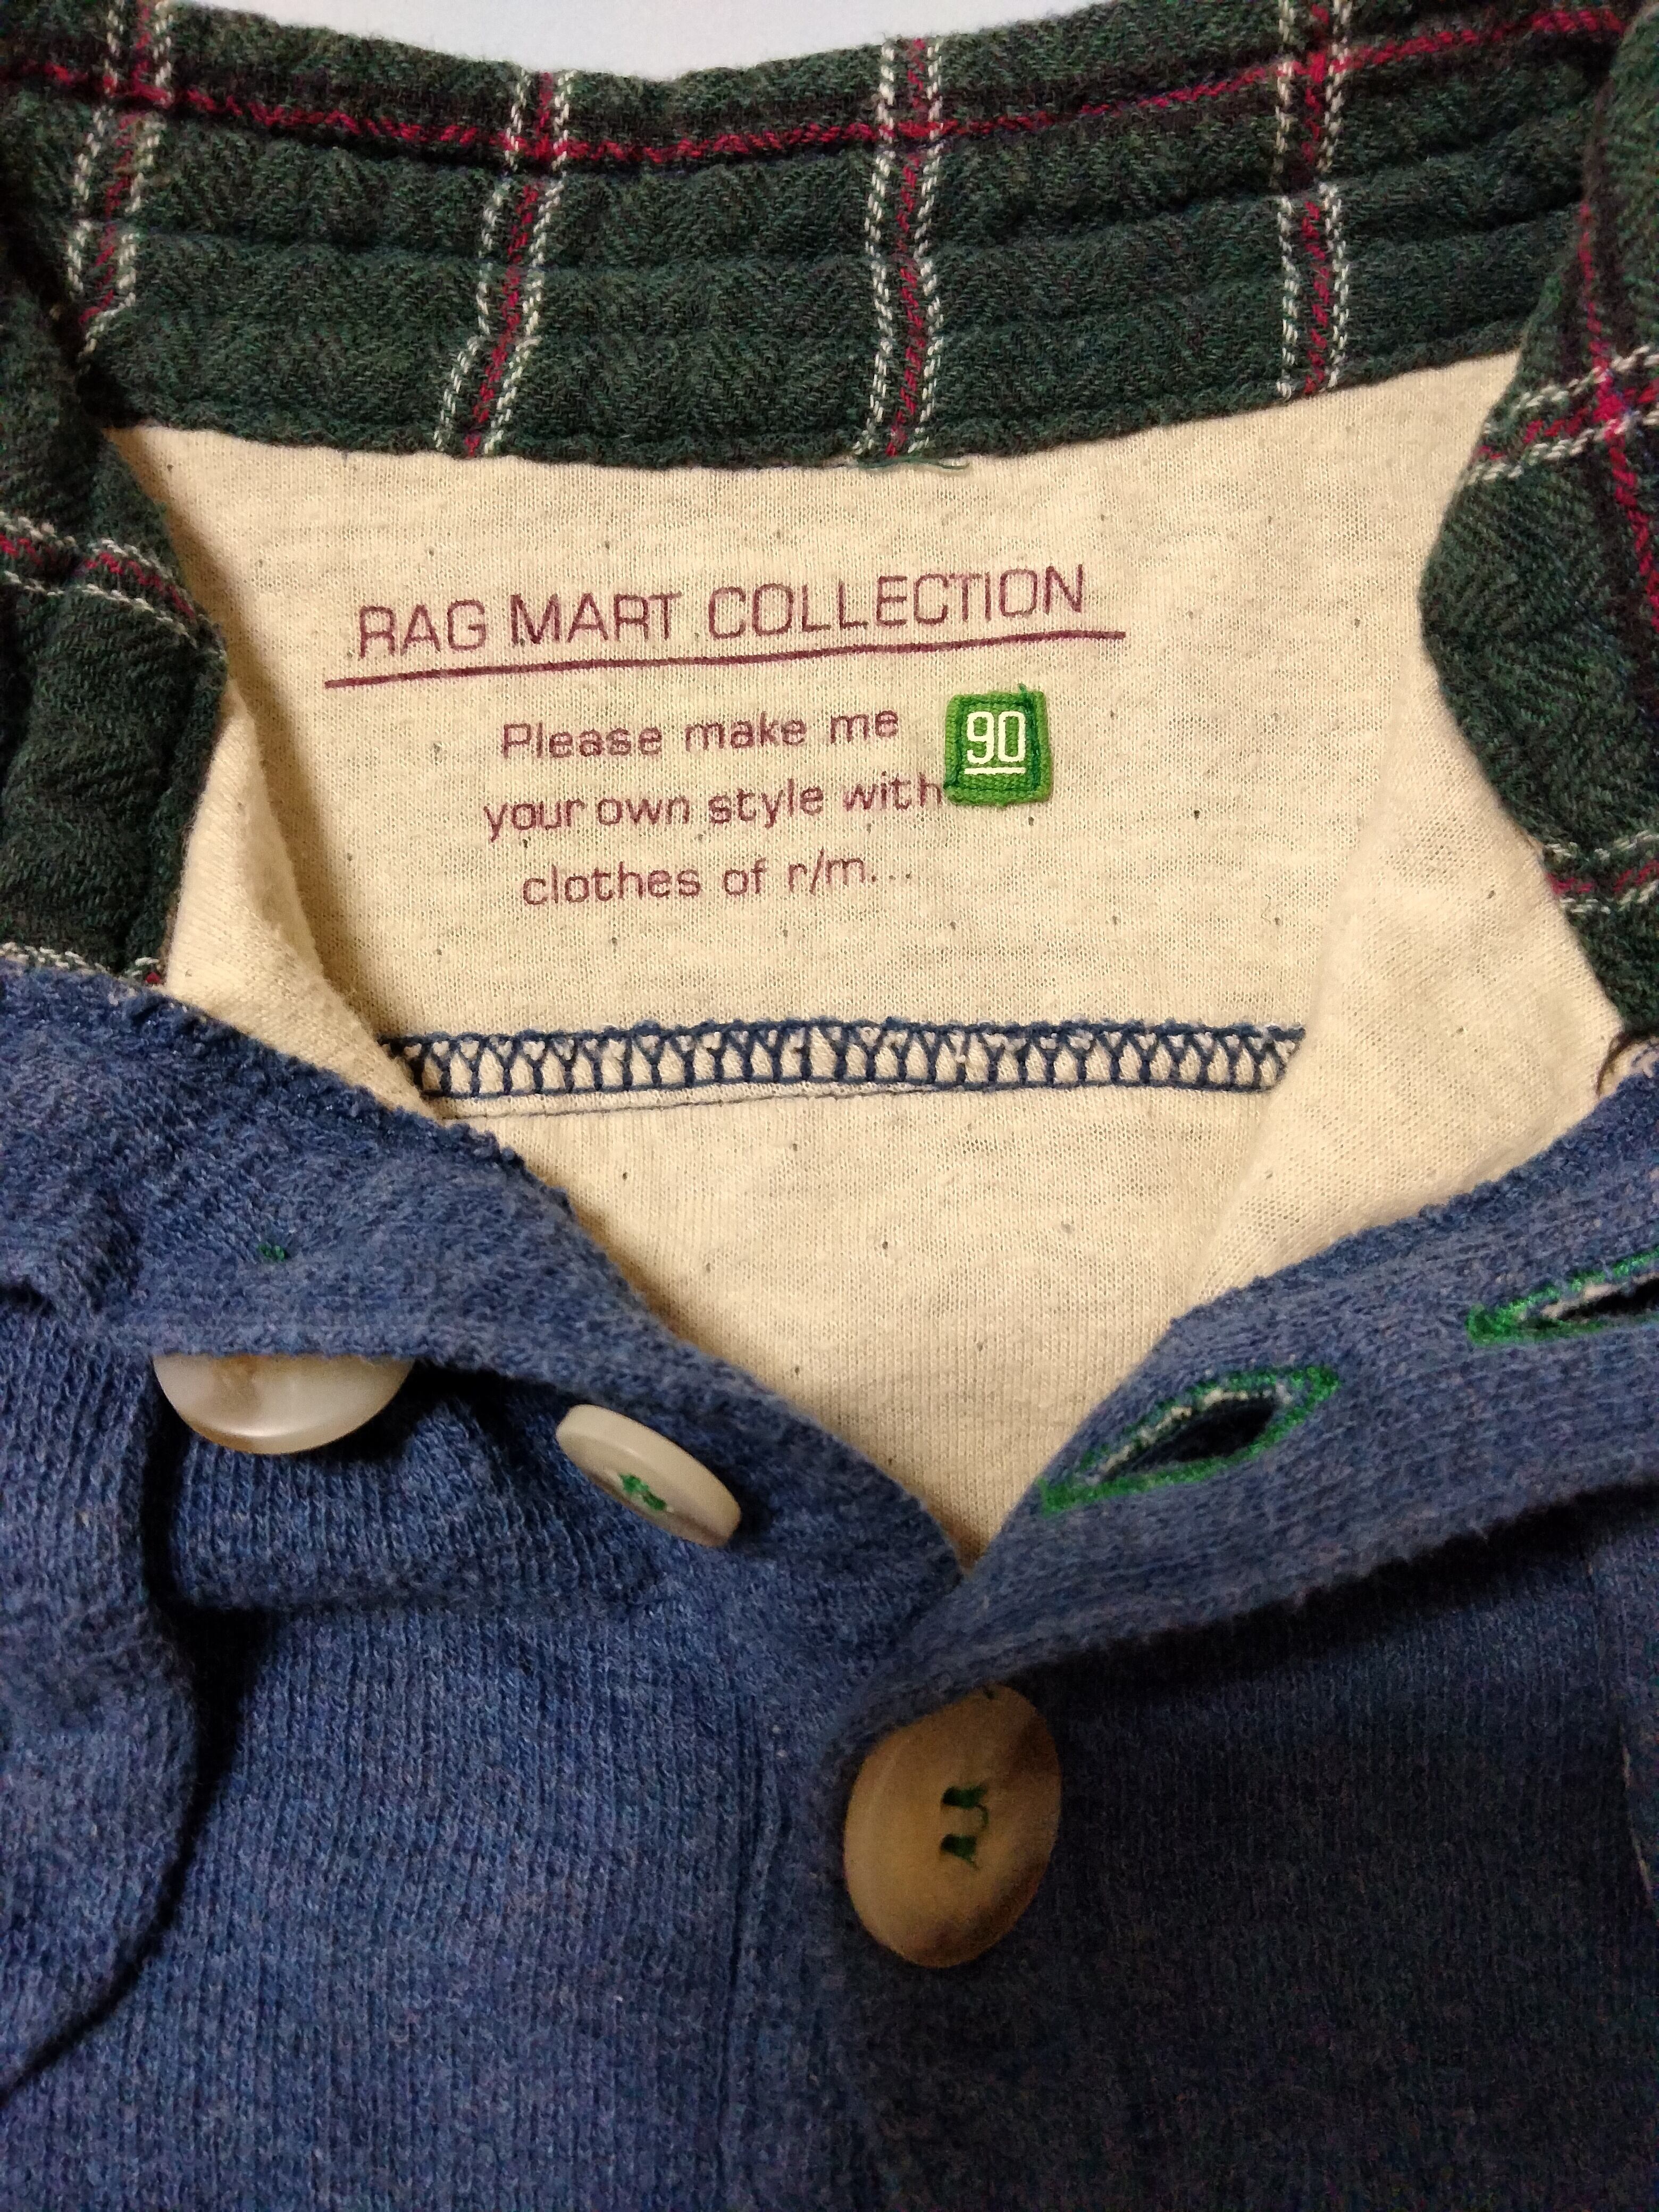 RAG MART COLLECTION
Please make me
90
your own style with
clothes of r/m...